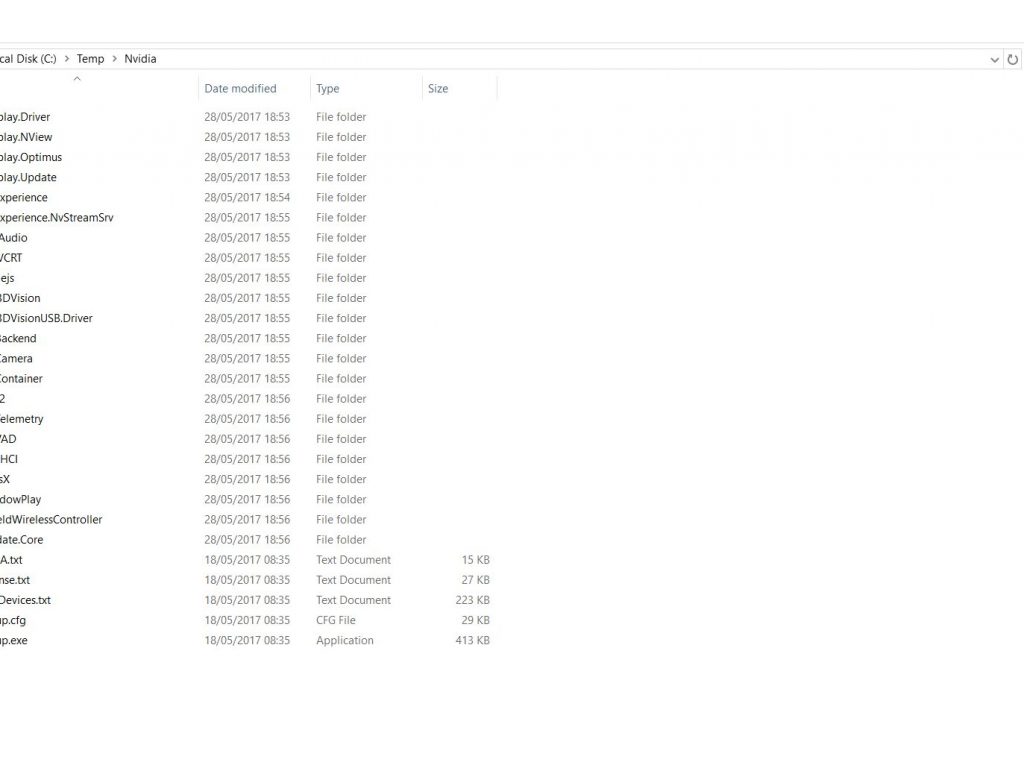 cal Disk (C:) > Temp > Nvidia
Date modified Type Size
play.Driver 28/05/2017 18:53 File folder
play.NView 28/05/2017 18:53 File folder
play.Optimus 28/05/2017 18:53 File folder
play.Update 28/05/2017 18:53 File folder
xperience 28/05/2017 18:54 File folder
xperience.NvStreamSrv 28/05/2017 18:55 File folder
Audio 28/05/2017 18:55 File folder
VCRT 28/05/2017 18:55 File folder
ejs 28/05/2017 18:55 File folder
3DVision 28/05/2017 18:55 File folder
3DVisionUSB.Driver 28/05/2017 18:55 File folder
Backend 28/05/2017 18:55 File folder
Camera 28/05/2017 18:55 File folder
Container 28/05/2017 18:55 File folder
2 28/05/2017 18:56 File folder
Telemetry 28/05/2017 18:56 File folder
VAD 28/05/2017 18:56 File folder
HCI 28/05/2017 18:56 File folder
sX 28/05/2017 18:56 File folder
dowPlay 28/05/2017 18:56 File folder
eldWirelessController 28/05/2017 18:56 File folder
date.Core 28/05/2017 18:56 File folder
A.txt 18/05/2017 08:35 Text Document 15 KB
nse.txt 18/05/2017 08:35 Text Document 27 KB
Devices.txt 18/05/2017 08:35 Text Document 223 KB
up.cfg 18/05/2017 08:35 CFG File 29 KB
up.exe 18/05/2017 08:35 Application 413 KB